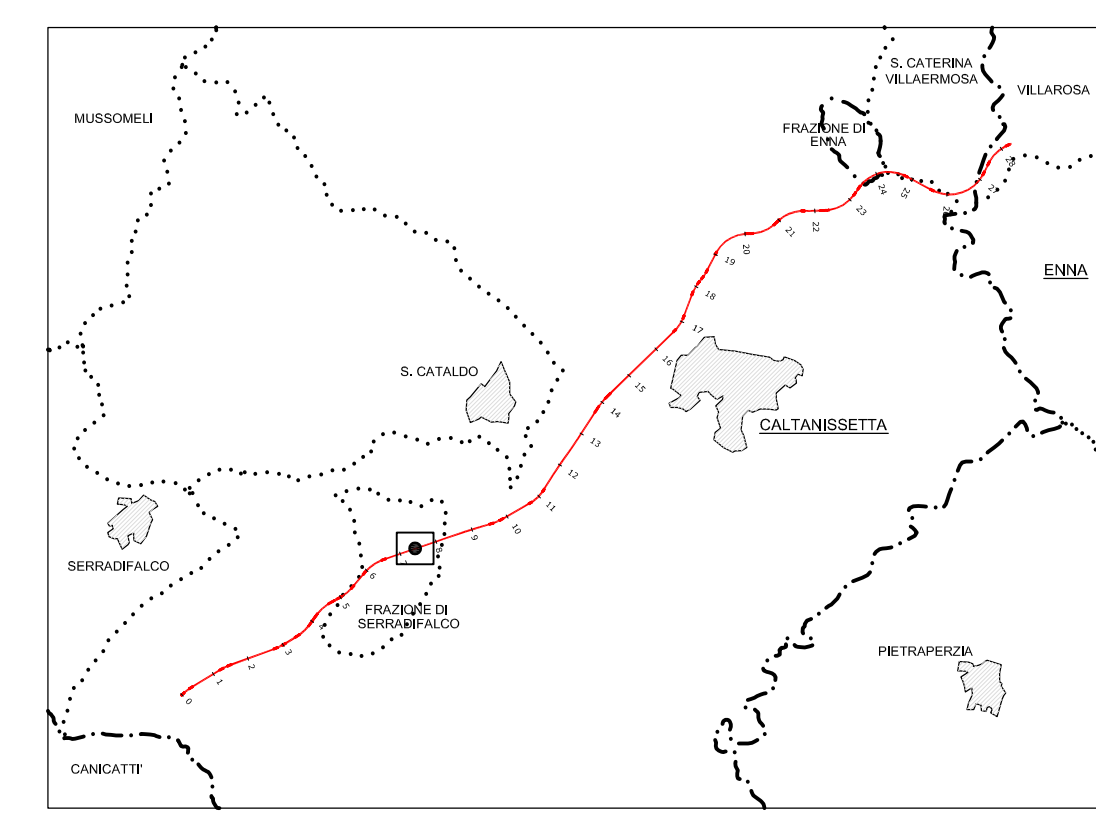 S. CATERINA
VILLAERMOSA
VILLAROSA
MUSSOMELI
FRAZIONE DI
ENNA
ENNA
S. CATALDO
CALTANISSETTA
SERRADIFALCO
FRAZIONE DI
SERRADIFALCO
PIETRAPERZIA
CANICATTI'
0
1
2
3
4
5
6
8
9
10
11
12
13
14
15
16
17
18
19
20
21
22
23
24
25
27
28